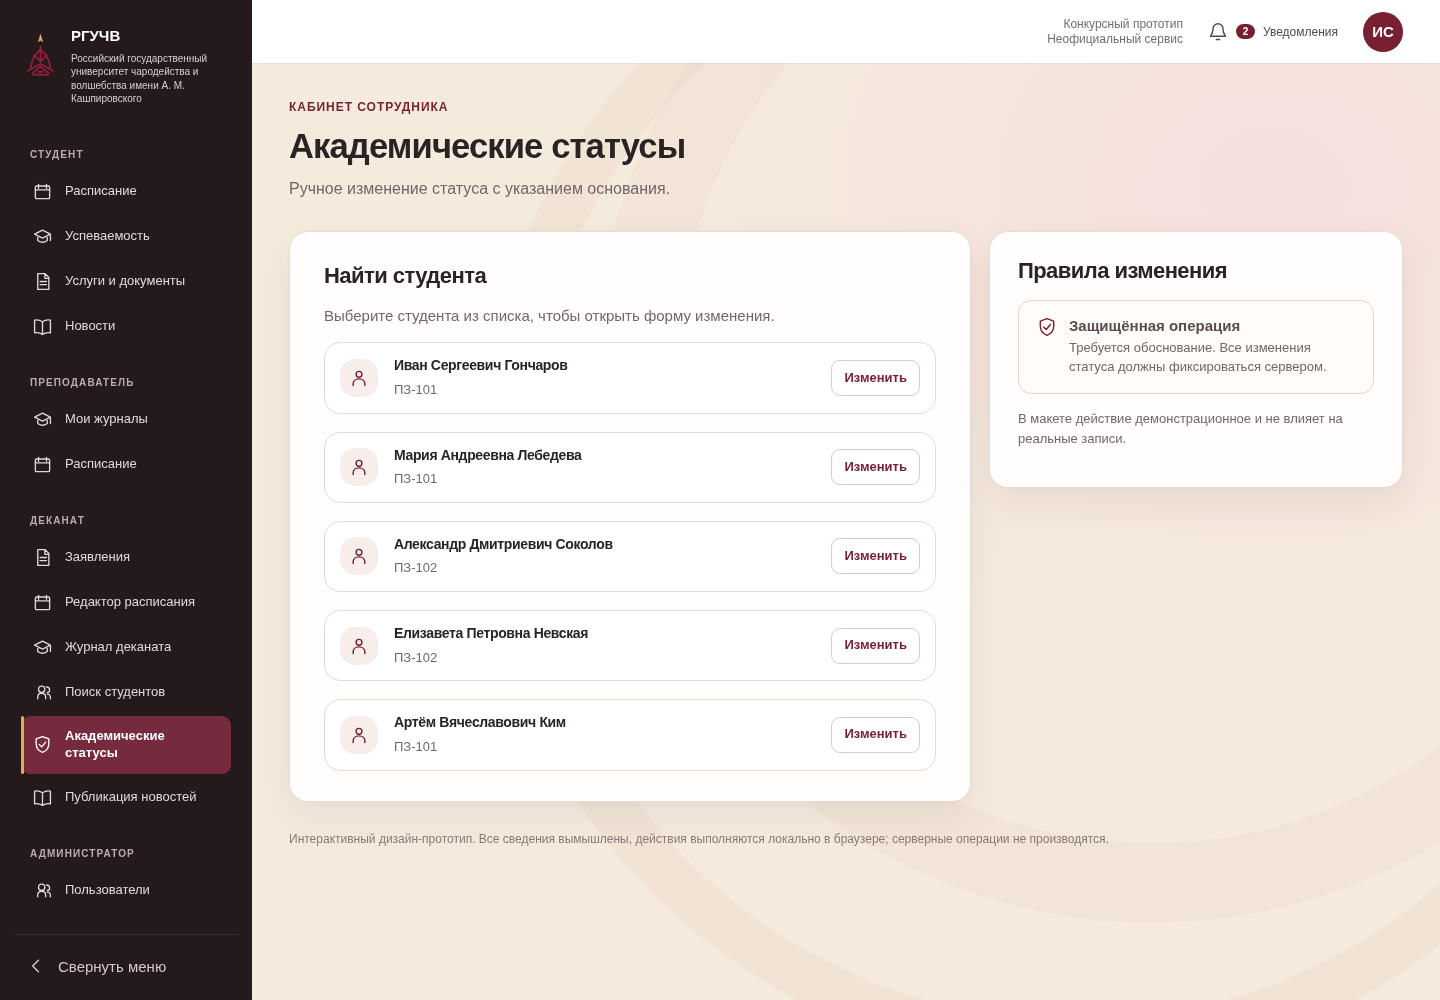 РГУЧВ
Российский государственный
университет чародейства и
волшебства имени А. М.
Кашпировского
СТУДЕНТ
Расписание
Успеваемость
Услуги и документы
Новости
ПРЕПОДАВАТЕЛЬ
Мои журналы
Расписание
ДЕКАНАТ
Заявления
Редактор расписания
Журнал деканата
Поиск студентов
Академические
статусы
Публикация новостей
АДМИНИСТРАТОР
Пользователи
Свернуть меню
Конкурсный прототип
Неофициальный сервис
2 Уведомления
ИС
КАБИНЕТ СОТРУДНИКА
Академические статусы
Ручное изменение статуса с указанием основания.
Найти студента
Выберите студента из списка, чтобы открыть форму изменения.
Иван Сергеевич Гончаров
ПЗ-101
Изменить
Мария Андреевна Лебедева
ПЗ-101
Изменить
Александр Дмитриевич Соколов
ПЗ-102
Изменить
Елизавета Петровна Невская
ПЗ-102
Изменить
Артём Вячеславович Ким
ПЗ-101
Изменить
Правила изменения
Защищённая операция
Требуется обоснование. Все изменения
статуса должны фиксироваться сервером.
В макете действие демонстрационное и не влияет на
реальные записи.
Интерактивный дизайн-прототип. Все сведения вымышлены, действия выполняются локально в браузере; серверные операции не производятся.